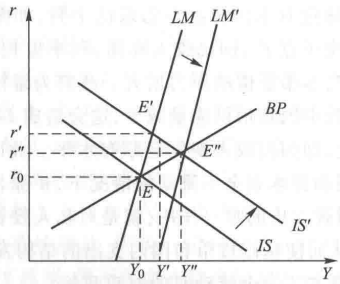 LM LM'
BP
E'
r'
E"
r"
r₀
E
IS'
IS
Y₀ Y' Y" Y